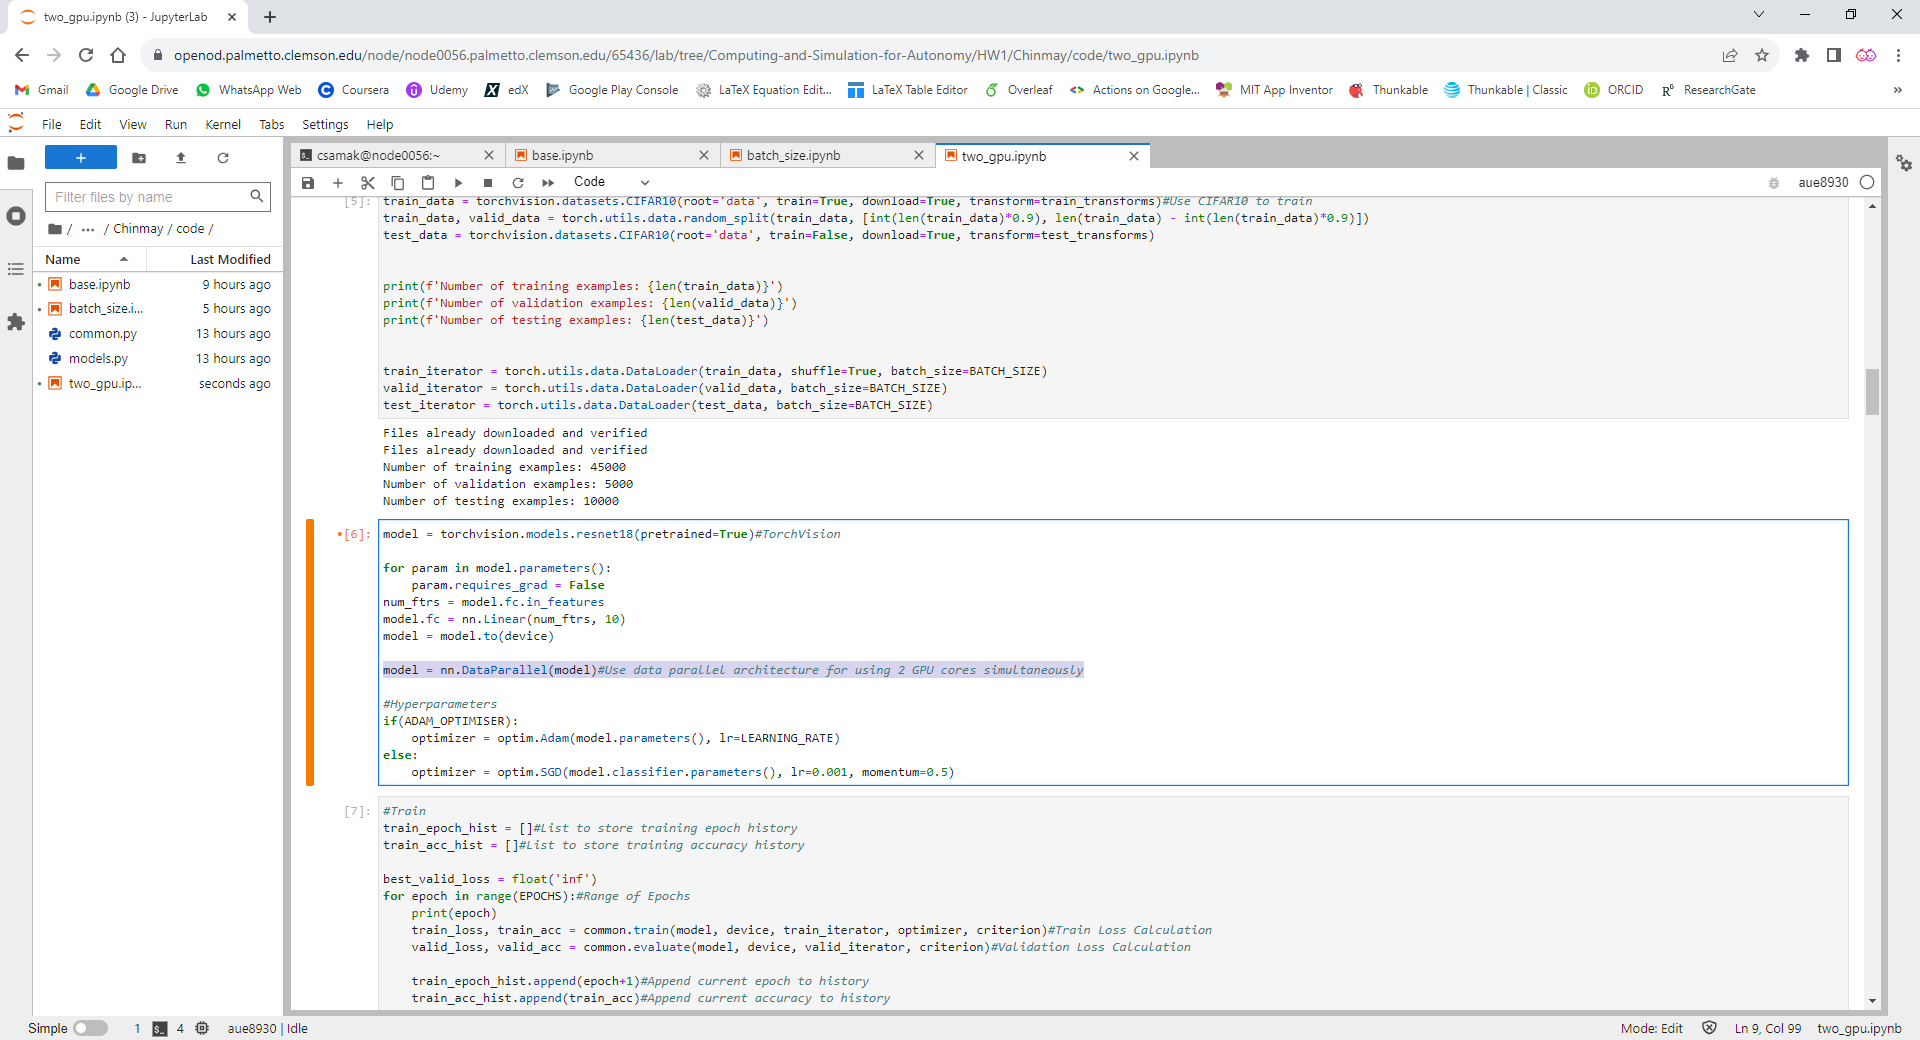 two_gpu.ipynb (3) - JupyterLab
openod.palmetto.clemson.edu/node/node0056.palmetto.clemson.edu/65436/lab/tree/Computing-and-Simulation-for-Autonomy/HW1/Chinmay/code/two_gpu.ipynb
Gmail Google Drive WhatsApp Web Coursera Udemy edX Google Play Console LaTeX Equation Edit... LaTeX Table Editor Overleaf Actions on Google... MIT App Inventor Thunkable Thunkable | Classic ORCID ResearchGate »
File Edit View Run Kernel Tabs Settings Help
csamak@node0056:~ base.ipynb batch_size.ipynb two_gpu.ipynb
Code aue8930
Filter files by name
/ ... / Chinmay / code /
Name Last Modified
base.ipynb 9 hours ago
batch_size.i... 5 hours ago
common.py 13 hours ago
models.py 13 hours ago
two_gpu.ip... seconds ago
[5]: train_data = torchvision.datasets.CIFAR10(root='data', train=True, download=True, transform=train_transforms)#Use CIFAR10 to train
train_data, valid_data = torch.utils.data.random_split(train_data, [int(len(train_data)*0.9), len(train_data) - int(len(train_data)*0.9)])
test_data = torchvision.datasets.CIFAR10(root='data', train=False, download=True, transform=test_transforms)
print(f'Number of training examples: {len(train_data)}')
print(f'Number of validation examples: {len(valid_data)}')
print(f'Number of testing examples: {len(test_data)}')
train_iterator = torch.utils.data.DataLoader(train_data, shuffle=True, batch_size=BATCH_SIZE)
valid_iterator = torch.utils.data.DataLoader(valid_data, batch_size=BATCH_SIZE)
test_iterator = torch.utils.data.DataLoader(test_data, batch_size=BATCH_SIZE)
Files already downloaded and verified
Files already downloaded and verified
Number of training examples: 45000
Number of validation examples: 5000
Number of testing examples: 10000
•[6]: model = torchvision.models.resnet18(pretrained=True)#TorchVision
for param in model.parameters():
param.requires_grad = False
num_ftrs = model.fc.in_features
model.fc = nn.Linear(num_ftrs, 10)
model = model.to(device)
model = nn.DataParallel(model)#Use data parallel architecture for using 2 GPU cores simultaneously
#Hyperparameters
if(ADAM_OPTIMISER):
optimizer = optim.Adam(model.parameters(), lr=LEARNING_RATE)
else:
optimizer = optim.SGD(model.classifier.parameters(), lr=0.001, momentum=0.5)
[7]: #Train
train_epoch_hist = []#List to store training epoch history
train_acc_hist = []#List to store training accuracy history
best_valid_loss = float('inf')
for epoch in range(EPOCHS):#Range of Epochs
print(epoch)
train_loss, train_acc = common.train(model, device, train_iterator, optimizer, criterion)#Train Loss Calculation
valid_loss, valid_acc = common.evaluate(model, device, valid_iterator, criterion)#Validation Loss Calculation
train_epoch_hist.append(epoch+1)#Append current epoch to history
train_acc_hist.append(train_acc)#Append current accuracy to history
Simple 1 4 aue8930 | Idle Mode: Edit Ln 9, Col 99 two_gpu.ipynb